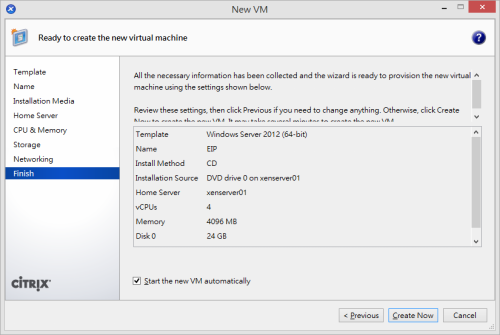 New VM
Ready to create the new virtual machine
Template
Name
Installation Media
Home Server
CPU & Memory
Storage
Networking
Finish
CITRIX
All the necessary information has been collected and the wizard is ready to provision the new virtual
machine using the settings shown below.
Review these settings, then click Previous if you need to change anything. Otherwise, click Create
Now to create the new VM. It may take several minutes to create the new VM.
Template Windows Server 2012 (64-bit)
Name EIP
Install Method CD
Installation Source DVD drive 0 on xenserver01
Home Server xenserver01
vCPUs 4
Memory 4096 MB
Disk 0 24 GB
Start the new VM automatically
< Previous Create Now Cancel